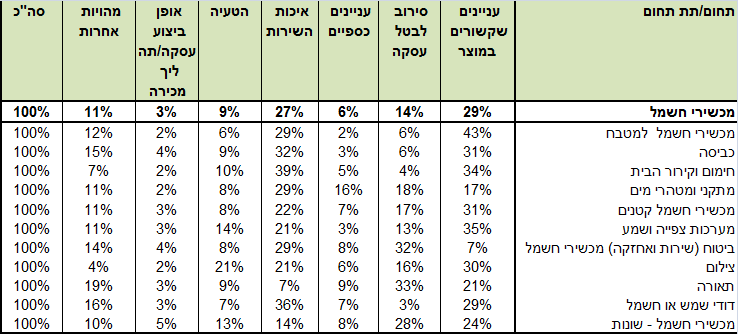 תחום/תת תחום עניינים שקשורים במוצר סירוב לבטל עסקה עניינים כספיים איכות השירות הטעיה אופן ביצוע עסקה/תהליך מכירה מהויות אחרות סה"כ
מכשירי חשמל 29% 14% 6% 27% 9% 3% 11% 100%
מכשירי חשמל למטבח 43% 6% 2% 29% 6% 2% 12% 100%
כביסה 31% 6% 3% 32% 9% 4% 15% 100%
חימום וקירור הבית 34% 4% 5% 39% 10% 2% 7% 100%
מתקני ומטהרי מים 17% 18% 16% 29% 8% 2% 11% 100%
מכשירי חשמל קטנים 31% 17% 7% 22% 8% 3% 11% 100%
מערכות צפייה ושמע 35% 13% 3% 21% 14% 3% 11% 100%
ביטוח (שירות ואחזקה) מכשירי חשמל 7% 32% 8% 29% 8% 4% 14% 100%
צילום 30% 16% 6% 21% 21% 2% 4% 100%
תאורה 21% 33% 9% 7% 9% 3% 19% 100%
דודי שמש או חשמל 29% 3% 7% 36% 7% 3% 16% 100%
מכשירי חשמל - שונות 24% 28% 8% 14% 13% 5% 10% 100%